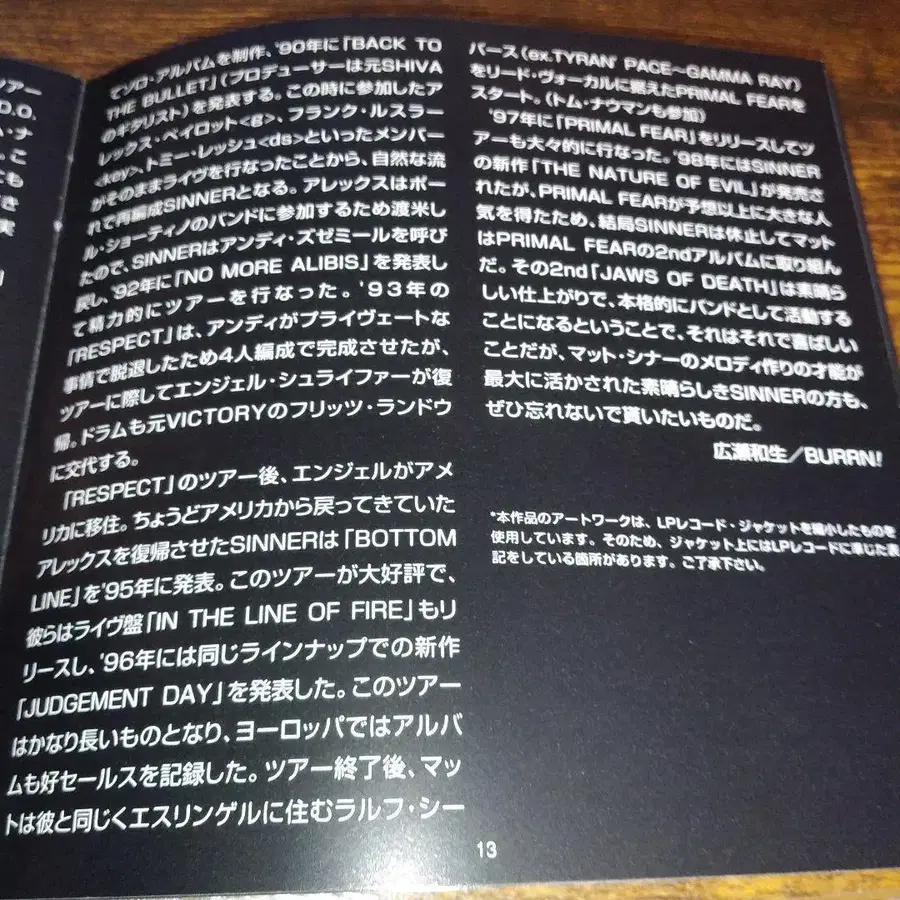 ツアー
D.O.
ム・ナ
こ
も
き
実
てソロ・アルバムを制作、'90年に「BACK TO
THE BULLET」(プロデューサーは元SHIVA
のギタリスト)を発表する。この時に参加したア
レックス・ベイロット<g>、フランク・ルスラー
<key>、トミー・レッシュ<ds>といったメンバー
がそのままライヴを行なったことから、自然な流
れで再編成SINNERとなる。アレックスはポー
ル・ショーティノのバンドに参加するため渡米し
たので、SINNERはアンディ・ズゼミールを呼び
戻し、'92年に「NO MORE ALIBIS」を発表し
て精力的にツアーを行なった。'93年の
「RESPECT」は、アンディがプライヴェートな
事情で脱退したため4人編成で完成させたが、
ツアーに際してエンジェル・シュライファーが復
帰。ドラムも元VICTORYのフリッツ・ランドウ
に交代する。
「RESPECT」のツアー後、エンジェルがアメ
リカに移住。ちょうどアメリカから戻ってきていた
アレックスを復帰させたSINNERは「BOTTOM
LINE」を'95年に発表。このツアーが大好評で、
彼らはライヴ盤「IN THE LINE OF FIRE」もリ
リースし、'96年には同じラインナップでの新作
「JUDGEMENT DAY」を発表した。このツアー
はかなり長いものとなり、ヨーロッパではアルバ
ムも好セールスを記録した。ツアー終了後、マッ
トは彼と同じくエスリンゲルに住むラルフ・シー
パース(ex.TYRAN' PACE〜GAMMA RAY)
をリード・ヴォーカルに据えたPRIMAL FEARを
スタート。(トム・ナウマンも参加)
'97年に「PRIMAL FEAR」をリリースしてツ
アーも大々的に行なった。'98年にはSINNER
の新作「THE NATURE OF EVIL」が発売さ
れたが、PRIMAL FEARが予想以上に大きな人
気を得たため、結局SINNERは休止してマット
はPRIMAL FEARの2ndアルバムに取り組ん
だ。その2nd「JAWS OF DEATH」は素晴ら
しい仕上がりで、本格的にバンドとして活動する
ことになるということで、それはそれで喜ばしい
ことだが、マット・シナーのメロディ作りの才能が
最大に活かされた素晴らしきSINNERの方も、
ぜひ忘れないで貰いたいものだ。
広瀬和生／BURRN!
*本作品のアートワークは、LPレコード・ジャケットを縮小したものを
使用しています。そのため、ジャケット上にはLPレコードに準じた表
記をしている箇所があります。ご了承下さい。
13